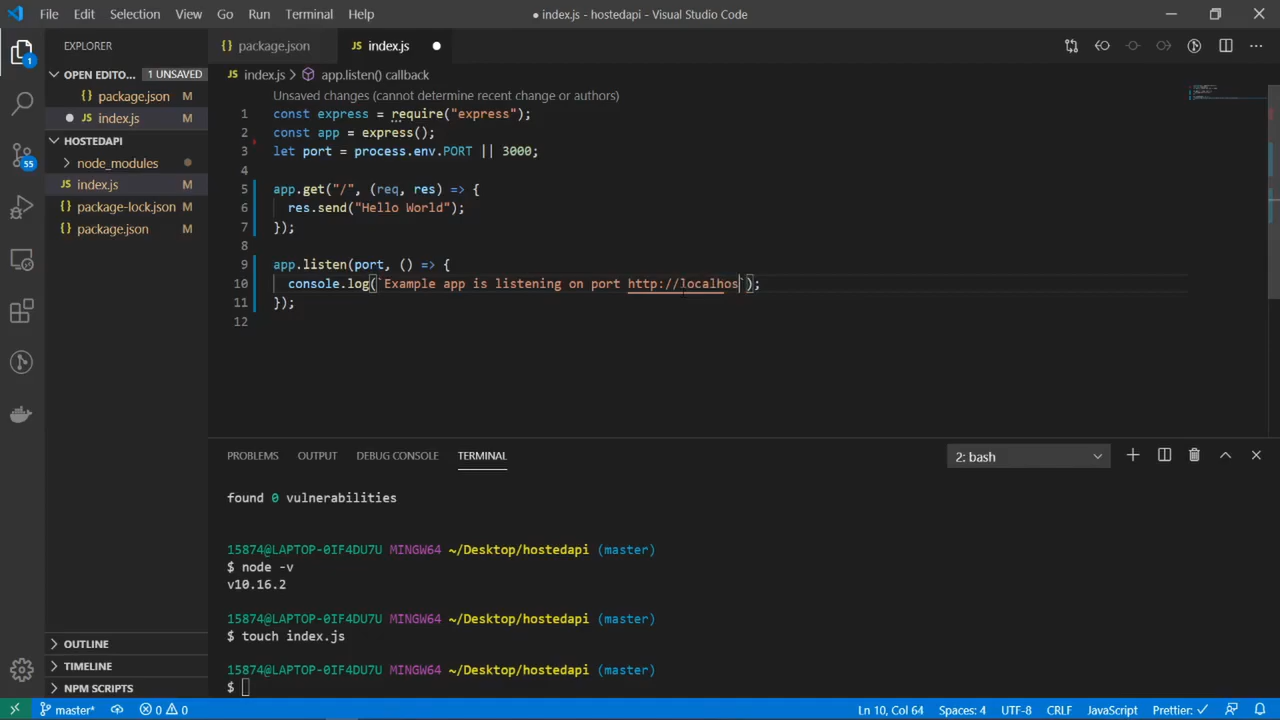 File Edit Selection View Go Run Terminal Help
● index.js - hostedapi - Visual Studio Code
EXPLORER
OPEN EDITO... 1 UNSAVED
{} package.json M
● index.js M
HOSTEDAPI
node_modules
JS index.js M
{} package-lock.json M
{} package.json M
OUTLINE
TIMELINE
NPM SCRIPTS
1
55
{} package.json
JS index.js ●
JS index.js > app.listen() callback
Unsaved changes (cannot determine recent change or authors)
1 const express = require("express");
2 const app = express();
3 let port = process.env.PORT || 3000;
4
5 app.get("/", (req, res) => {
6 res.send("Hello World");
7 });
8
9 app.listen(port, () => {
10 console.log(`Example app is listening on port http://localhos`);
11 });
12
PROBLEMS OUTPUT DEBUG CONSOLE TERMINAL
2: bash
found 0 vulnerabilities
15874@LAPTOP-0IF4DU7U MINGW64 ~/Desktop/hostedapi (master)
$ node -v
v10.16.2
15874@LAPTOP-0IF4DU7U MINGW64 ~/Desktop/hostedapi (master)
$ touch index.js
15874@LAPTOP-0IF4DU7U MINGW64 ~/Desktop/hostedapi (master)
$
master* 0 0
Ln 10, Col 64 Spaces: 4 UTF-8 CRLF JavaScript Prettier: ✓